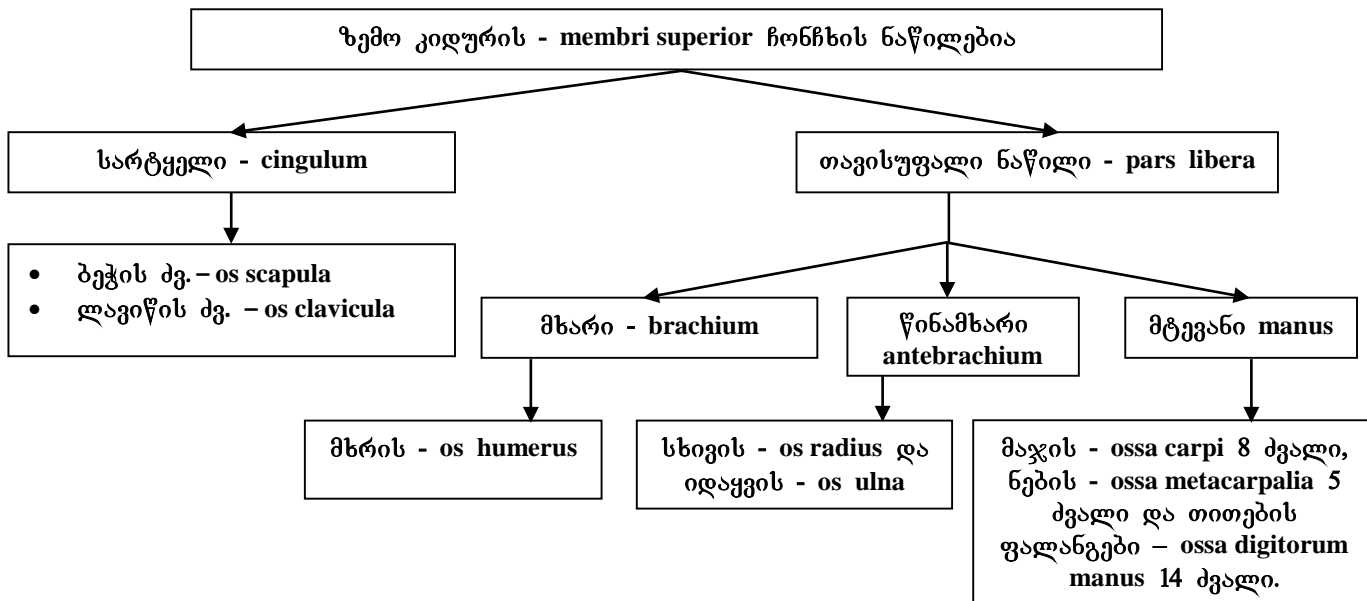 ზემო კიდურის - membri superior ჩონჩხის ნაწილებია
სარტყელი - cingulum
თავისუფალი ნაწილი - pars libera
• ბეჭის ძვ. – os scapula
• ლავიწის ძვ. – os clavicula
მხარი - brachium
წინამხარი
antebrachium
მტევანი manus
მხრის - os humerus
სხივის - os radius და
იდაყვის - os ulna
მაჯის - ossa carpi 8 ძვალი,
ნების - ossa metacarpalia 5
ძვალი და თითების
ფალანგები – ossa digitorum
manus 14 ძვალი.